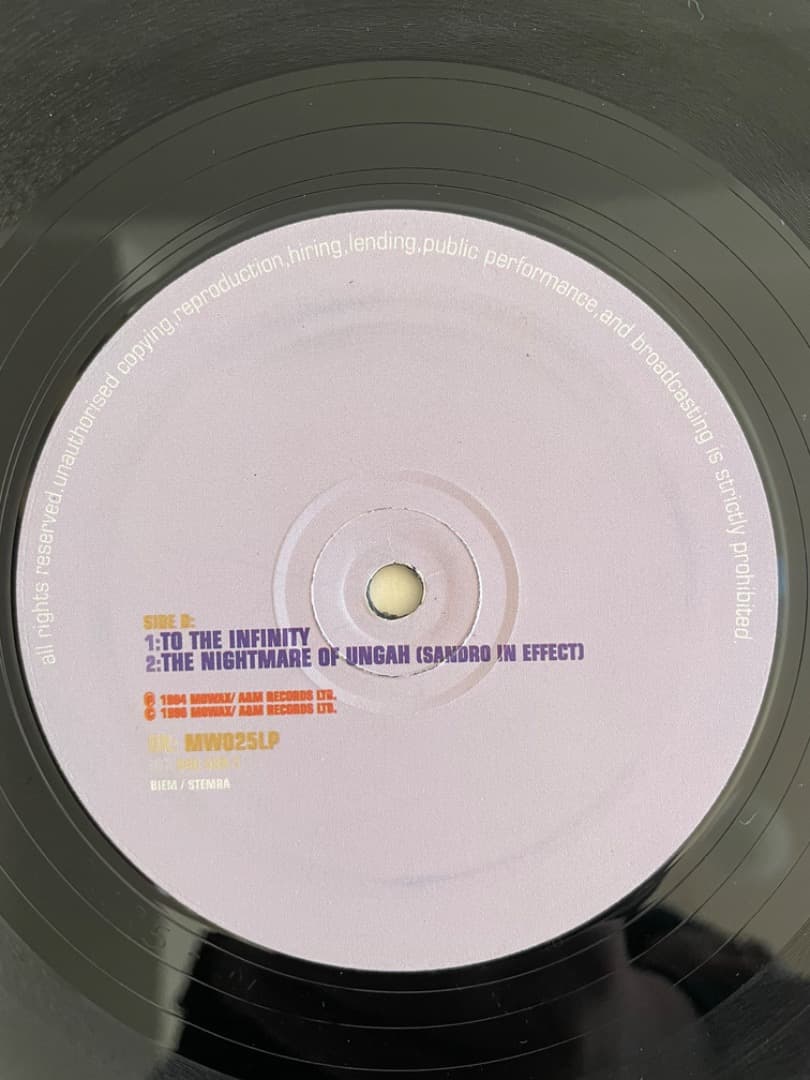 all rights reserved.unauthorised copying,reproduction,hiring,lending,public performance,and broadcasting is strictly prohibited.
SIDE D:
1:TO THE INFINITY
2:THE NIGHTMARE OF UNGAH (SANDRO IN EFFECT)
℗ 1994 MOWAX/ A&M RECORDS LTD.
© 1996 MOWAX/ A&M RECORDS LTD.
MW025LP
BIEM / STEMRA